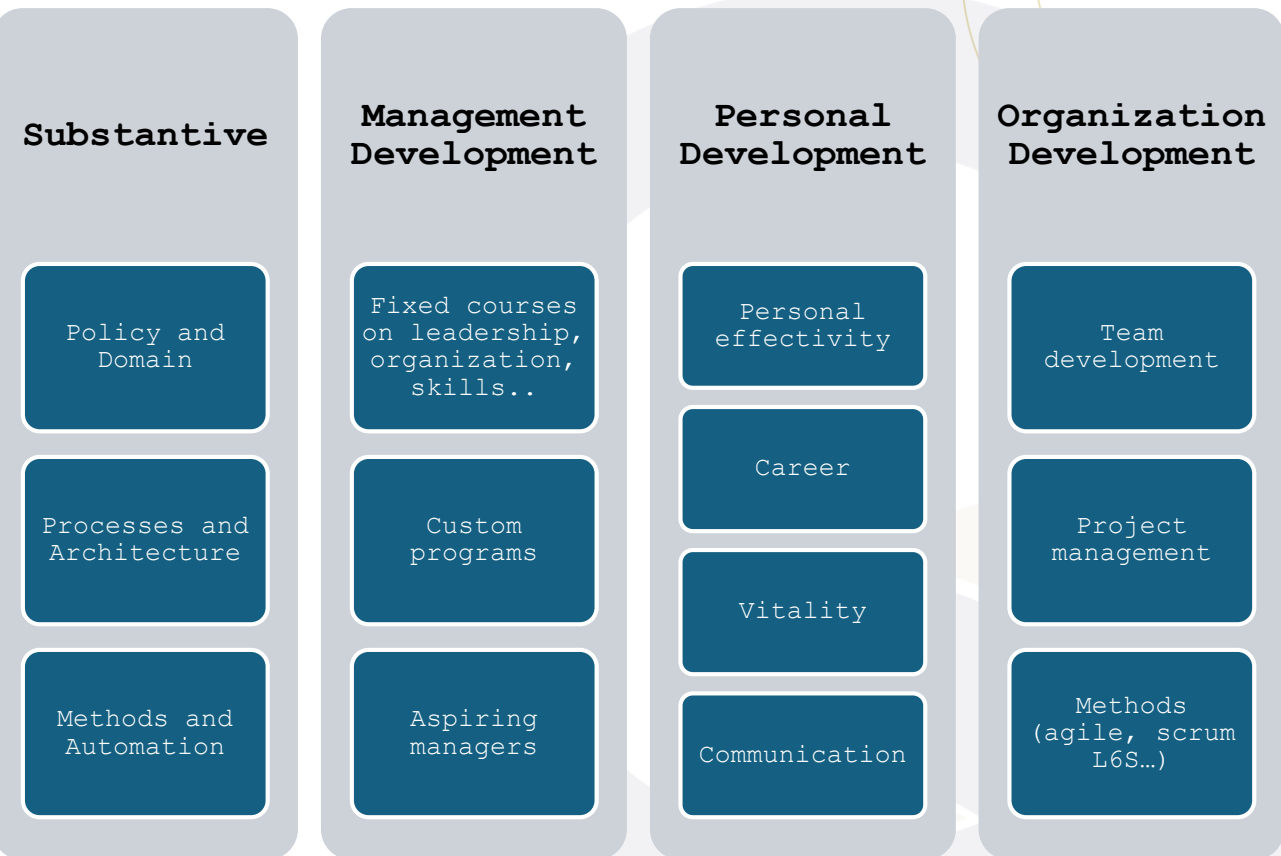 Substantive
Policy and
Domain
Processes and
Architecture
Methods and
Automation
Management
Development
Fixed courses
on leadership,
organization,
skills..
Custom
programs
Aspiring
managers
Personal
Development
Personal
effectivity
Career
Vitality
Communication
Organization
Development
Team
development
Project
management
Methods
(agile, scrum
L6S…)